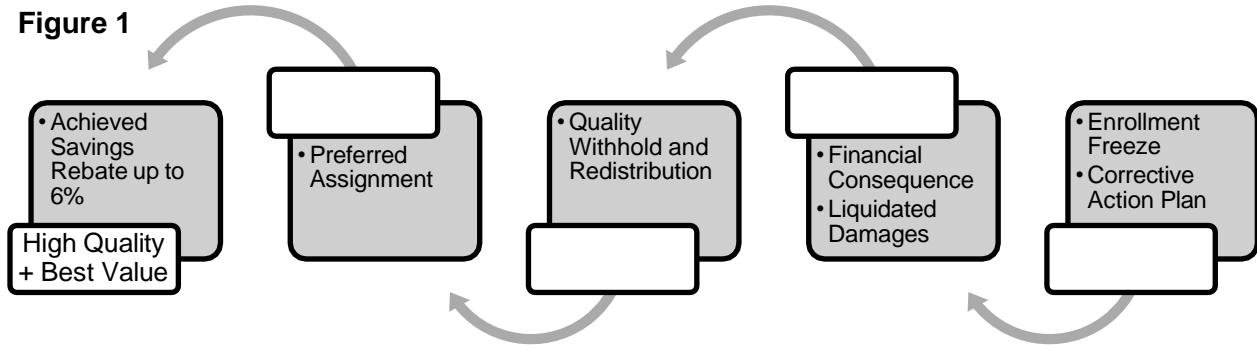 Figure 1
• Achieved
Savings
Rebate up to
6%
High Quality
+ Best Value
• Preferred
Assignment
• Quality
Withhold and
Redistribution
• Financial
Consequence
• Liquidated
Damages
• Enrollment
Freeze
• Corrective
Action Plan